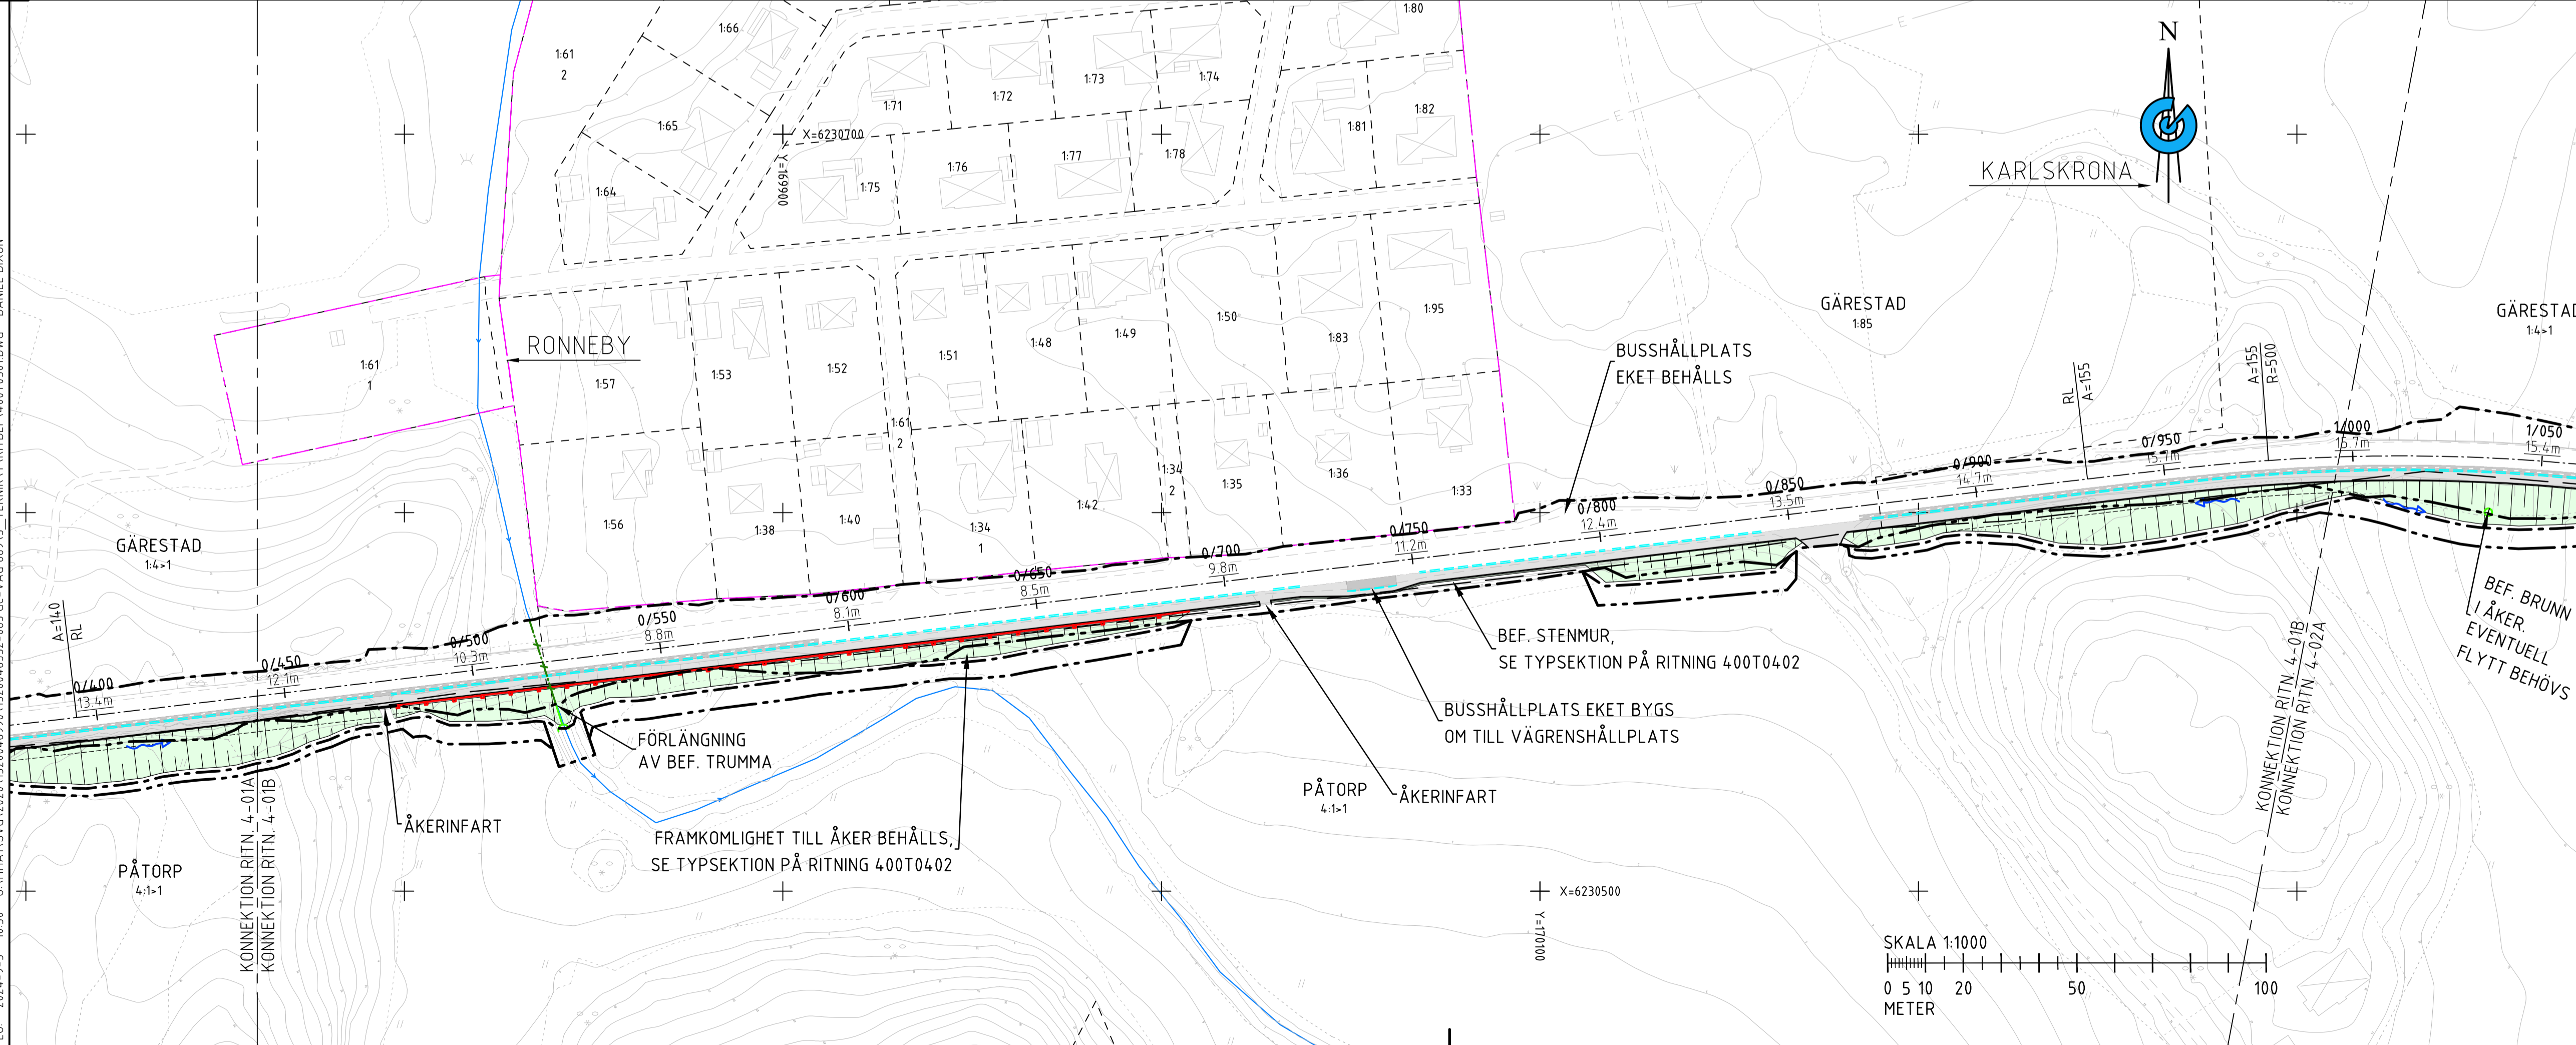 1:80
1:66
1:61
2
N
1:73
1:74
1:72
1:71
1:82
1:81
1:65
X=6230700
Y=169900
1:77
1:78
1:76
1:75
1:64
KARLSKRONA
GÄRESTAD
1:85
GÄRESTAD
1:4>1
1:95
1:50
1:83
1:49
1:48
1:51
1:52
1:53
1:57
RONNEBY
1:61
1
BUSSHÅLLPLATS
EKET BEHÅLLS
RL
A=155
A=155
R=500
1:61
2
1:34
2
1:35
1:36
1:33
1:42
1:34
1
1:40
1:38
1:56
GÄRESTAD
1:4>1
A=140
RL
0/400
13.4m
0/450
12.1m
0/500
10.3m
0/550
8.8m
0/600
8.1m
0/650
8.5m
0/700
9.8m
0/750
11.2m
0/800
12.4m
0/850
13.5m
0/900
14.7m
0/950
15.7m
1/000
15.7m
1/050
15.4m
BEF. STENMUR,
SE TYPSEKTION PÅ RITNING 400T0402
BUSSHÅLLPLATS EKET BYGS
OM TILL VÄGRENSHÅLLPLATS
BEF. BRUNN
I ÅKER.
EVENTUELL
FLYTT BEHÖVS
FÖRLÄNGNING
AV BEF. TRUMMA
PÅTORP
4:1>1
ÅKERINFART
ÅKERINFART
FRAMKOMLIGHET TILL ÅKER BEHÅLLS,
SE TYPSEKTION PÅ RITNING 400T0402
PÅTORP
4:1>1
KONNEKTION RITN. 4-01A
KONNEKTION RITN. 4-01B
KONNEKTION RITN. 4-01B
KONNEKTION RITN. 4-02A
X=6230500
Y=170100
SKALA 1:1000
0 5 10 20 50 100
METER